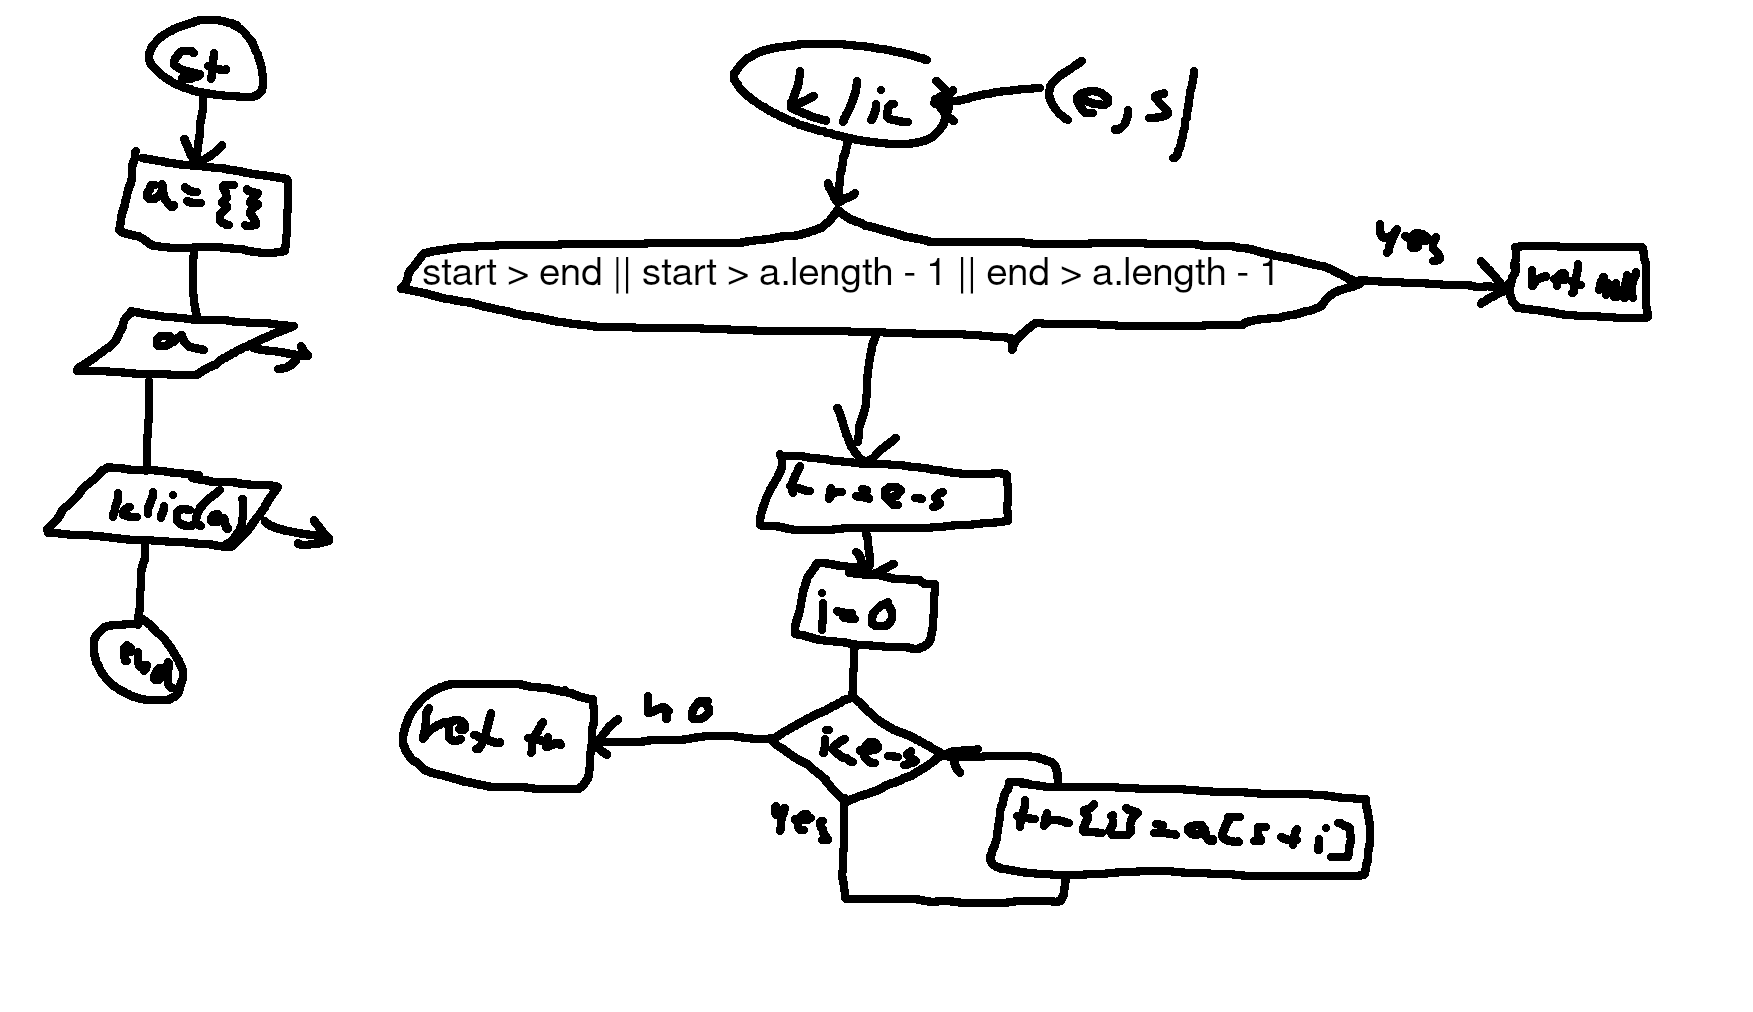 st
a = {}
a
klic(a)
end
klic
(e, s)
start > end || start > a.length - 1 || end > a.length - 1
yes
ret null
tr = e-s
i=0
i<e-s
no
ret tr
yes
tr[i] = a[s+i]